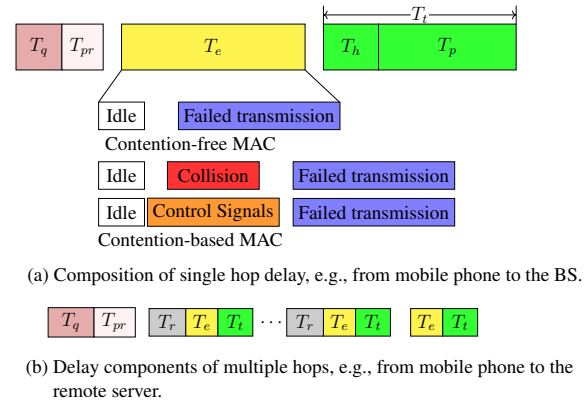 T_t
T_q T_pr T_e T_h T_p
Idle Failed transmission
Contention-free MAC
Idle Collision Failed transmission
Idle Control Signals Failed transmission
Contention-based MAC
(a) Composition of single hop delay, e.g., from mobile phone to the BS.
T_q T_pr T_r T_e T_t ··· T_r T_e T_t T_e T_t
(b) Delay components of multiple hops, e.g., from mobile phone to the
remote server.